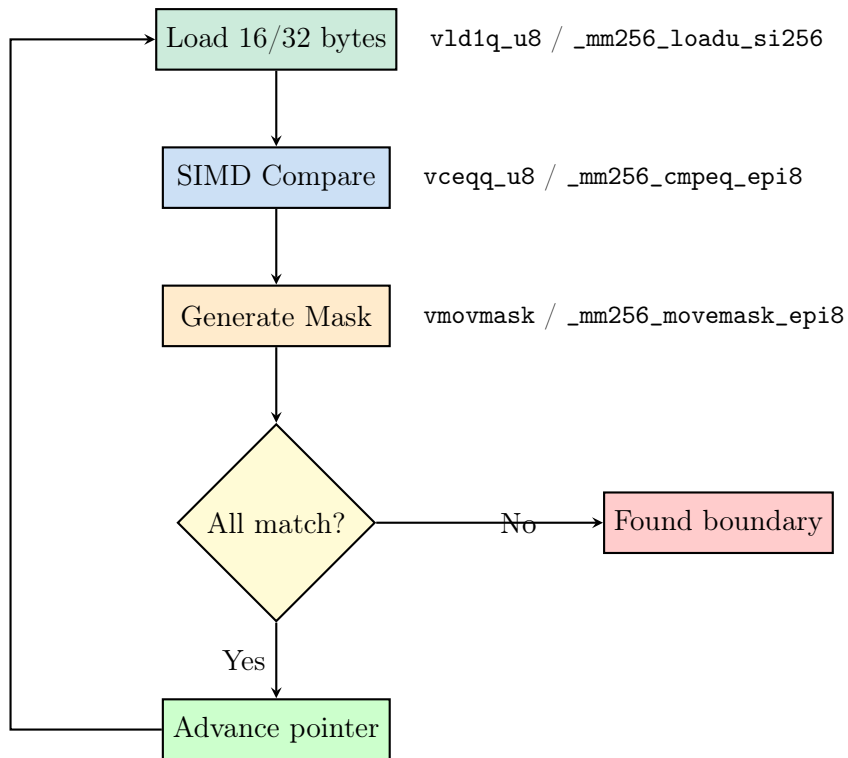 Load 16/32 bytes vld1q_u8 / _mm256_loadu_si256
SIMD Compare vceqq_u8 / _mm256_cmpeq_epi8
Generate Mask vmovmask / _mm256_movemask_epi8
All match? No Found boundary
Yes
Advance pointer